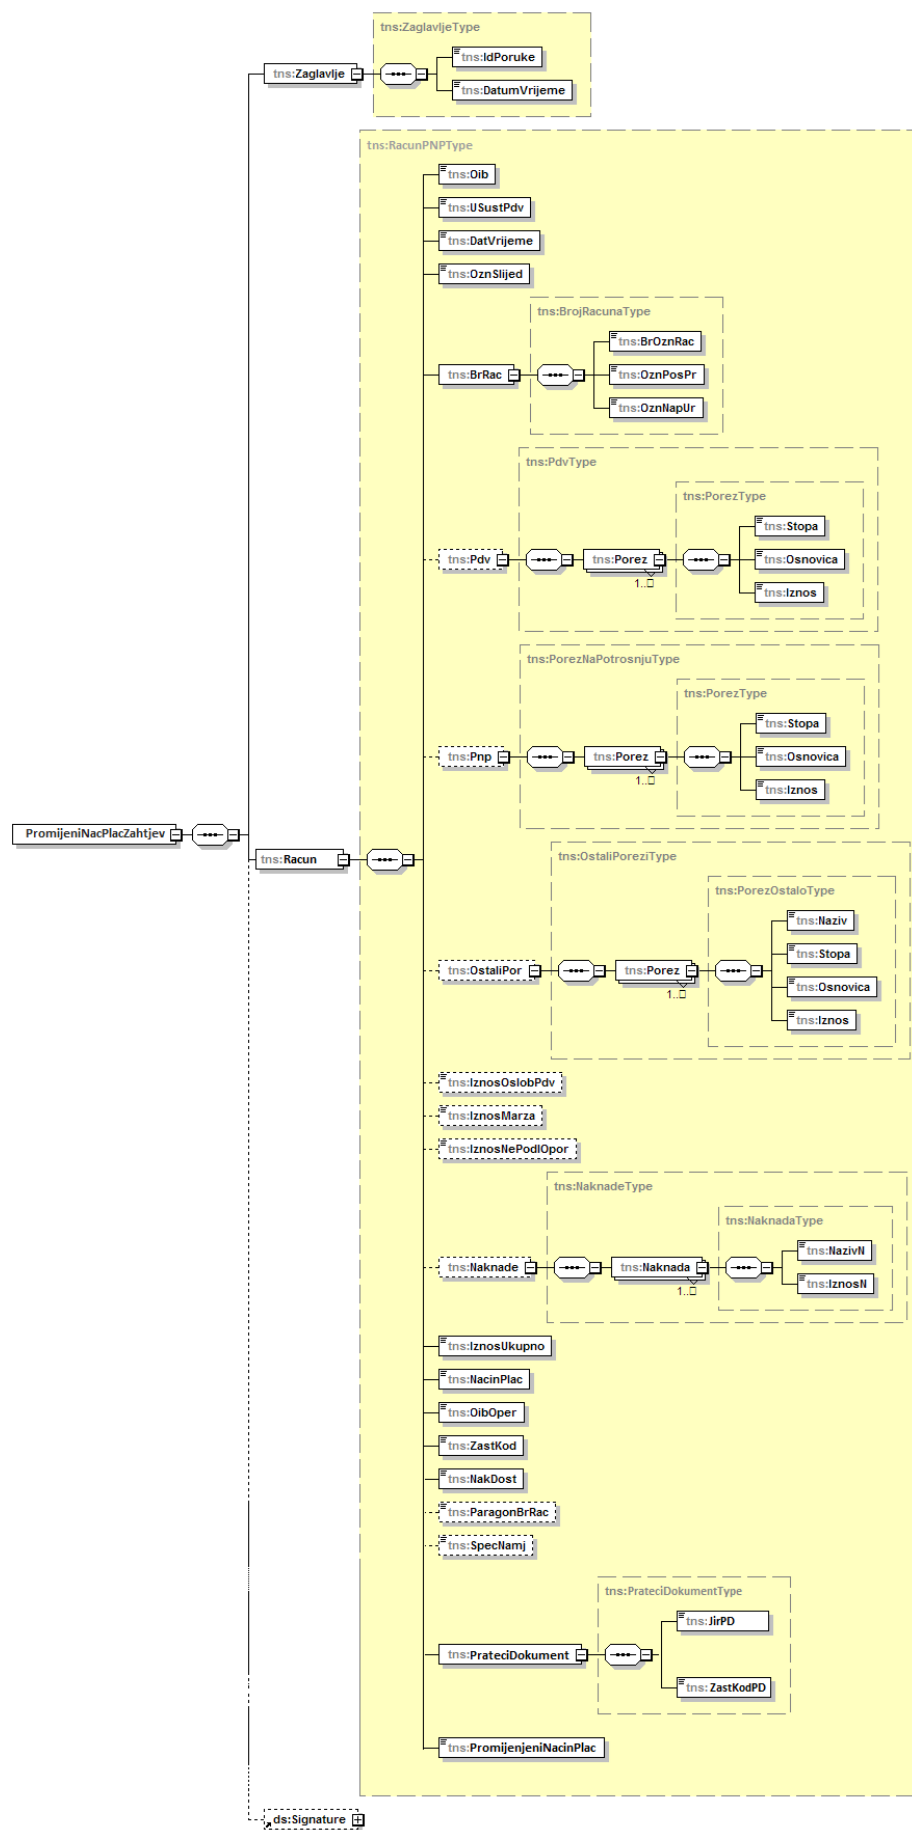 tns:ZaglavljeType
tns:Zaglavlje
tns:IdPoruke
tns:DatumVrijeme
tns:RacunPNPType
tns:Oib
tns:USustPdv
tns:DatVrijeme
tns:OznSlijed
tns:BrojRacunaType
tns:BrRac
tns:BrOznRac
tns:OznPosPr
tns:OznNapUr
tns:PdvType
tns:PorezType
tns:Pdv
tns:Porez
1..□
tns:Stopa
tns:Osnovica
tns:Iznos
tns:PorezNaPotrosnjuType
tns:PorezType
tns:Pnp
tns:Porez
1..□
tns:Stopa
tns:Osnovica
tns:Iznos
PromijeniNacPlacZahtjev
tns:Racun
tns:OstaliPoreziType
tns:PorezOstaloType
tns:OstaliPor
tns:Porez
1..□
tns:Naziv
tns:Stopa
tns:Osnovica
tns:Iznos
tns:IznosOslobPdv
tns:IznosMarza
tns:IznosNePodlOpor
tns:NaknadeType
tns:NaknadaType
tns:Naknade
tns:Naknada
1..□
tns:NazivN
tns:IznosN
tns:IznosUkupno
tns:NacinPlac
tns:OibOper
tns:ZastKod
tns:NakDost
tns:ParagonBrRac
tns:SpecNamj
tns:PrateciDokumentType
tns:PrateciDokument
tns:JirPD
tns: ZastKodPD
tns:PromijenjeniNacinPlac
ds:Signature